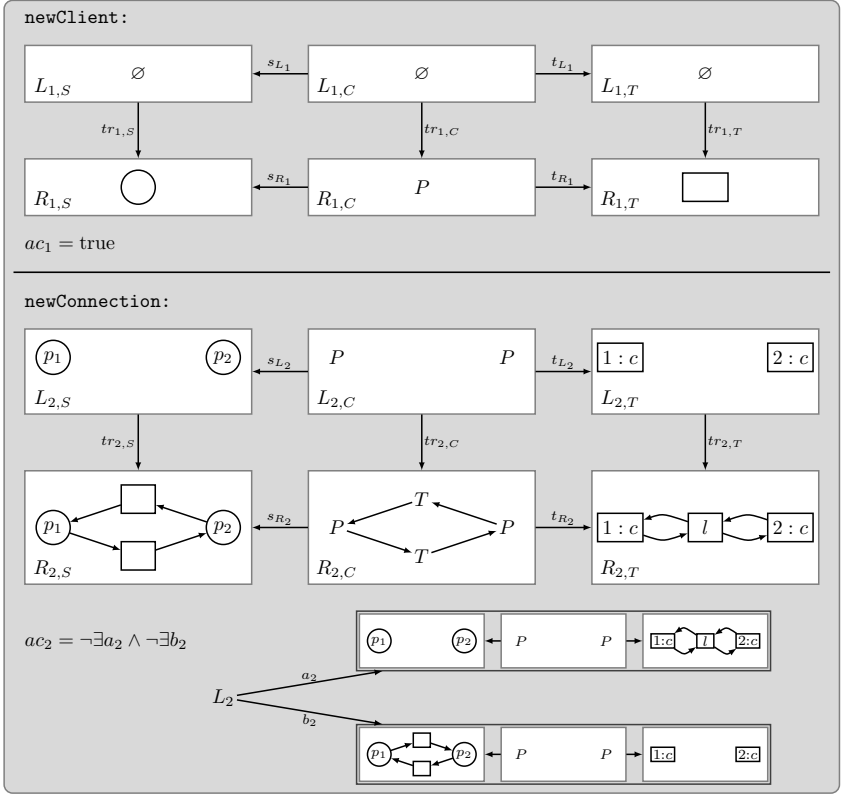 newClient:
∅ s_{L_1} ∅ t_{L_1} ∅
L_{1,S} L_{1,C} L_{1,T}
tr_{1,S} tr_{1,C} tr_{1,T}
s_{R_1} P t_{R_1}
R_{1,S} R_{1,C} R_{1,T}
ac_1 = true
newConnection:
p_1 p_2 s_{L_2} P P t_{L_2} 1 : c 2 : c
L_{2,S} L_{2,C} L_{2,T}
tr_{2,S} tr_{2,C} tr_{2,T}
T
p_1 p_2 s_{R_2} P P t_{R_2} 1 : c l 2 : c
T
R_{2,S} R_{2,C} R_{2,T}
ac_2 = ¬∃a_2 ∧ ¬∃b_2
p_1 p_2 P P 1:c l 2:c
a_2
L_2
b_2
p_1 p_2 P P 1:c 2:c